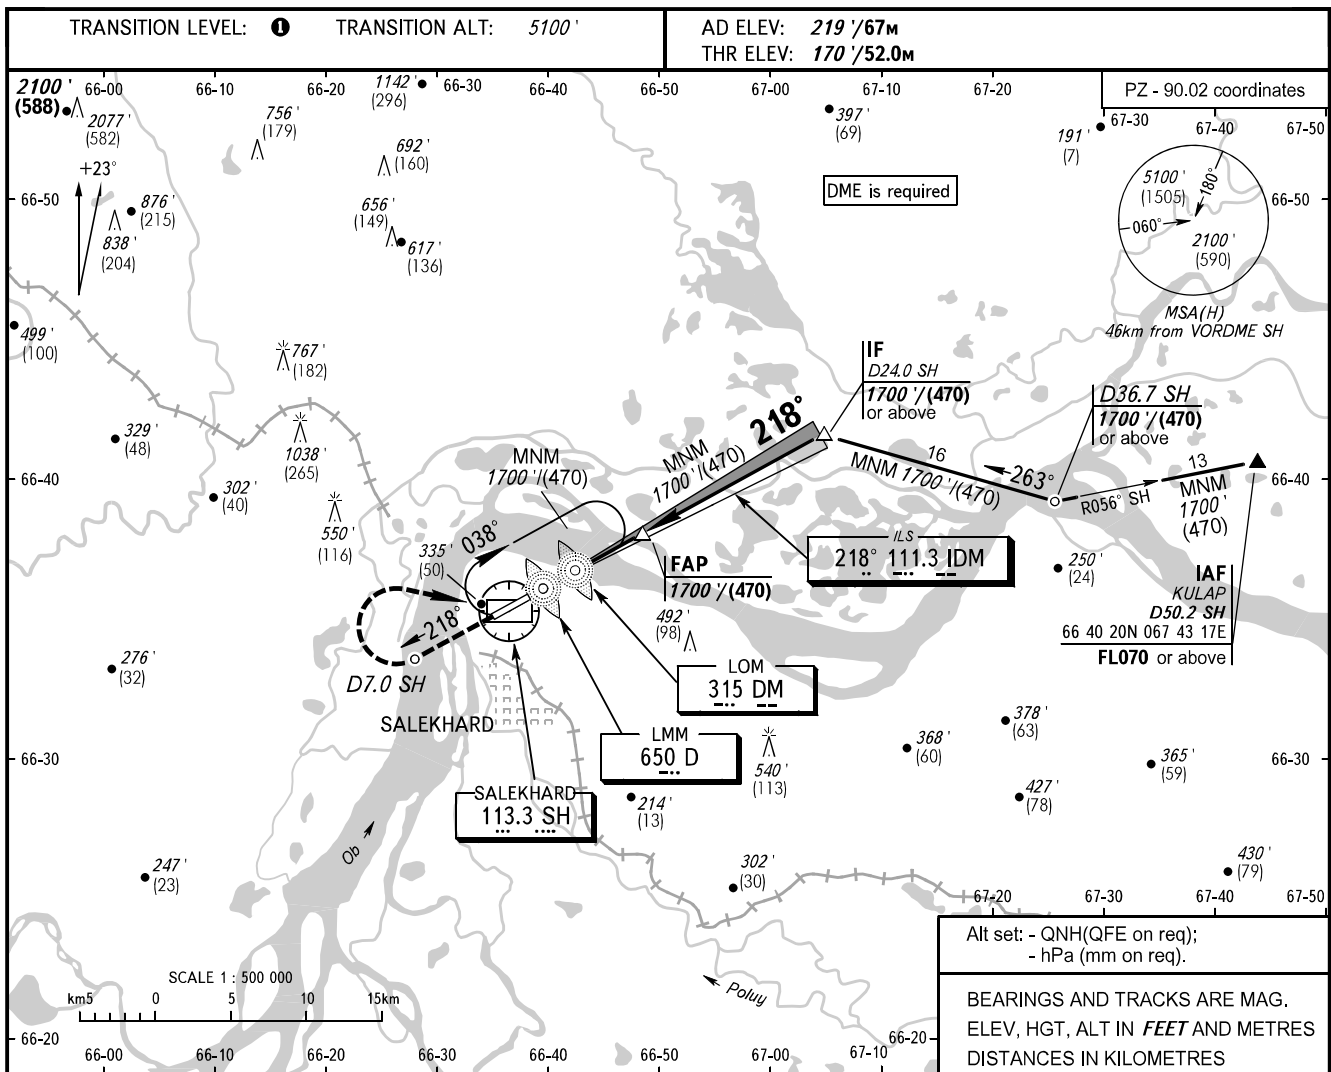 TRANSITION LEVEL: 1 TRANSITION ALT: 5100 '
AD ELEV: 219 '/67м
THR ELEV: 170 '/52.0м
66-00 66-10 66-20 66-30 66-40 66-50 67-00 67-10 67-20
PZ - 90.02 coordinates
67-30 67-40 67-50
2100 '
(588)
2077 '
(582)
756 '
(179)
1142 '
(296)
692 '
(160)
397 '
(69)
191 '
(7)
+23°
876 '
(215)
838 '
(204)
656 '
(149)
617 '
(136)
DME is required
5100 '
(1505)
180°
060°
2100 '
(590)
MSA(H)
46km from VORDME SH
66-50 66-50
499 '
(100)
767 '
(182)
IF
D24.0 SH
1700 '/(470)
or above
D36.7 SH
1700 '/(470)
or above
329 '
(48)
1038 '
(265)
218°
MNM
1700 '/(470)
MNM
1700 '/(470)
16
MNM 1700 '/(470)
263°
R056° SH
13
MNM
1700 '
(470)
66-40 66-40
302 '
(40)
550 '
(116)
335 '
(50)
038°
FAP
1700 '/(470)
ILS
218° 111.3 IDM
250 '
(24)
IAF
KULAP
D50.2 SH
66 40 20N 067 43 17E
FL070 or above
218°
492 '
(98)
276 '
(32)
D7.0 SH
SALEKHARD
LOM
315 DM
LMM
650 D
540 '
(113)
378 '
(63)
368 '
(60)
365 '
(59)
427 '
(78)
66-30 66-30
SALEKHARD
113.3 SH
214 '
(13)
Ob
247 '
(23)
302 '
(30)
430 '
(79)
67-20 67-30 67-40 67-50
Alt set: - QNH(QFE on req);
- hPa (mm on req).
SCALE 1 : 500 000
km5 0 5 10 15km
Poluy
BEARINGS AND TRACKS ARE MAG.
ELEV, HGT, ALT IN FEET AND METRES
DISTANCES IN KILOMETRES
66-20 66-20
66-00 66-10 66-20 66-30 66-40 66-50 67-00 67-10